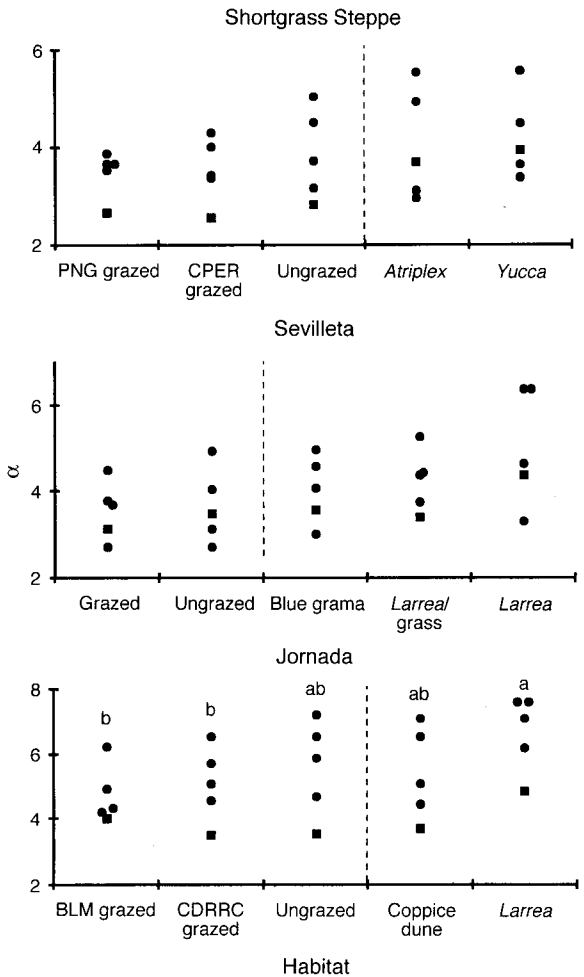 Shortgrass Steppe
6
4
2
PNG grazed CPER grazed Ungrazed Atriplex Yucca
Sevilleta
6
α
4
2
Grazed Ungrazed Blue grama Larrea/ grass Larrea
Jornada
8
b b ab ab a
6
4
2
BLM grazed CDRRC grazed Ungrazed Coppice dune Larrea
Habitat